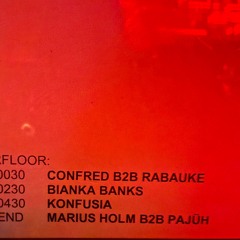 FLOOR:
0030 CONFRED B2B RABAUKE
0230 BIANKA BANKS
0430 KONFUSIA
END MARIUS HOLM B2B PAJÜH